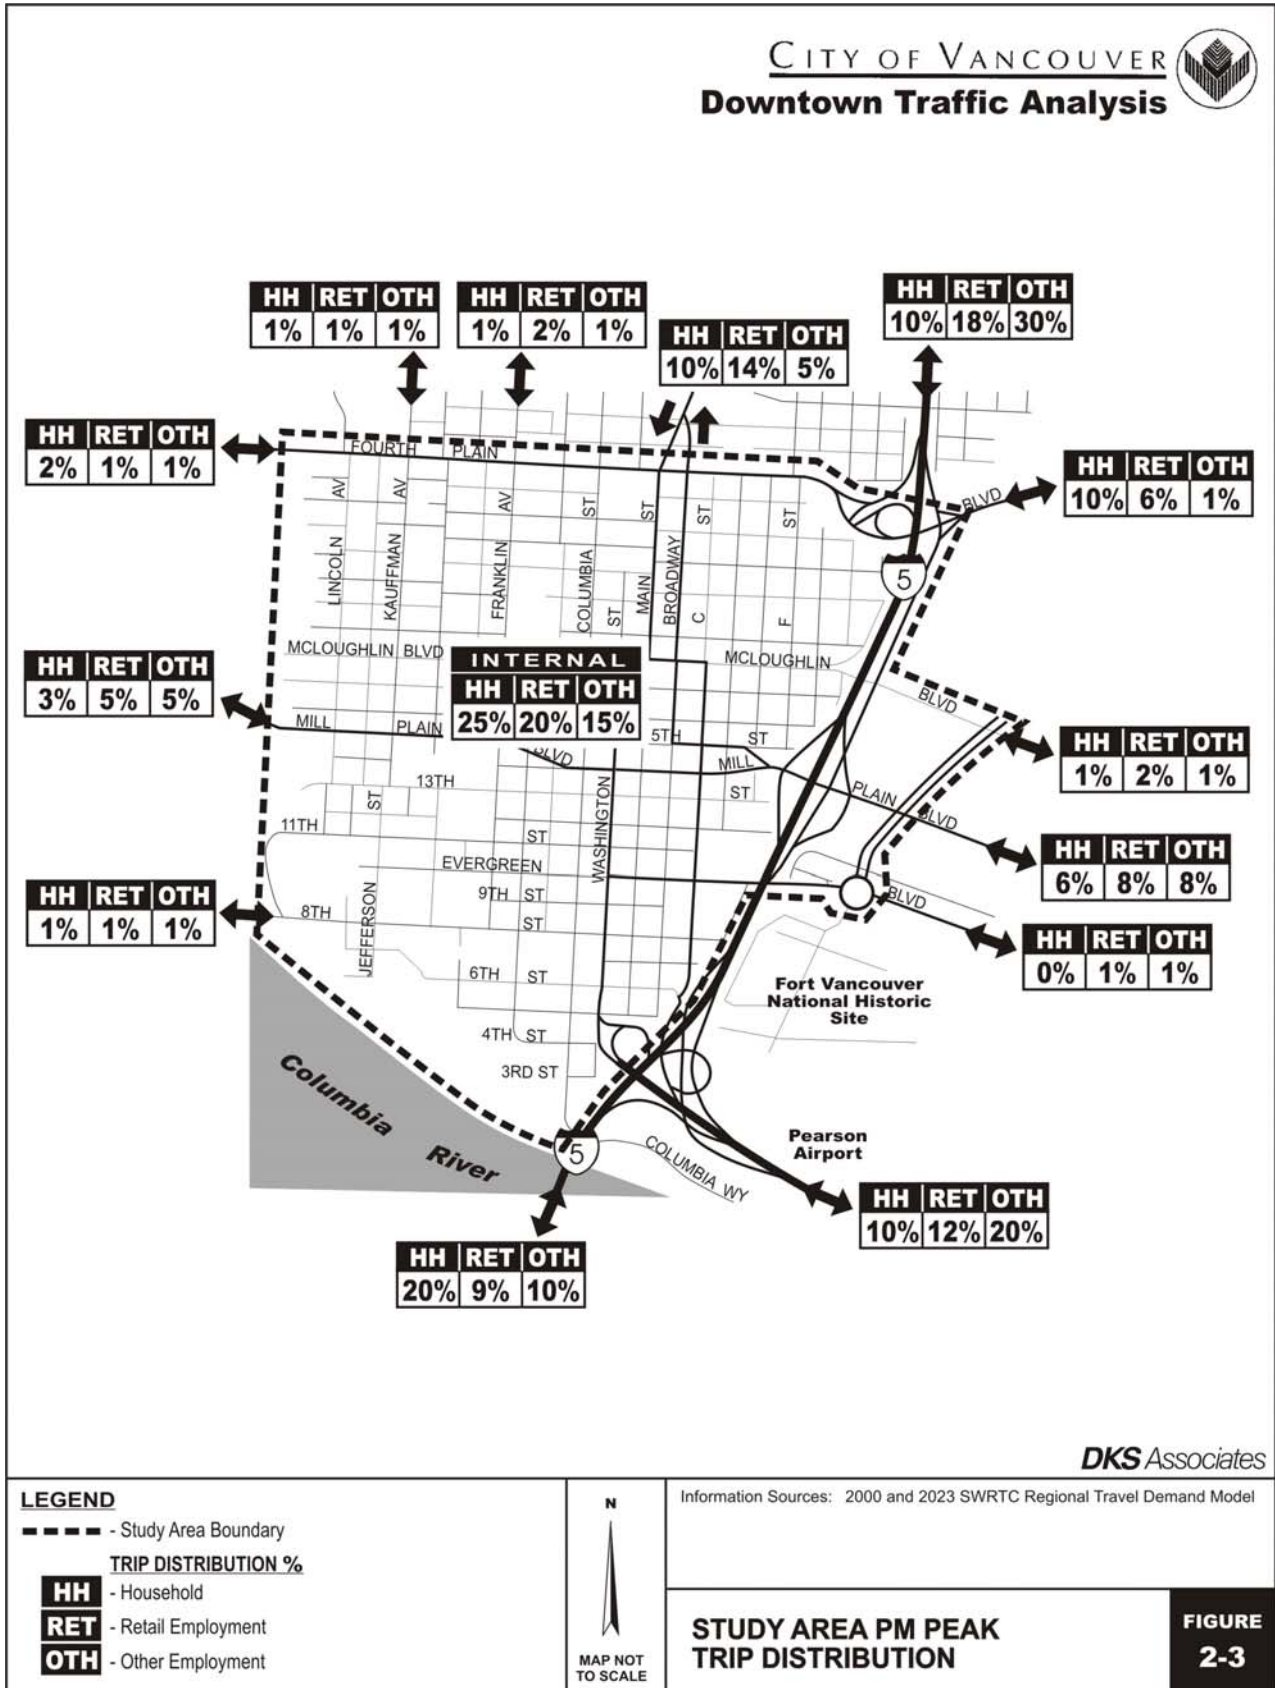 CITY OF VANCOUVER
Downtown Traffic Analysis
HH RET OTH
1% 1% 1%
HH RET OTH
1% 2% 1%
HH RET OTH
10% 14% 5%
HH RET OTH
10% 18% 30%
HH RET OTH
2% 1% 1%
FOURTH PLAIN
BLVD
HH RET OTH
10% 6% 1%
LINCOLN AV
KAUFFMAN AV
FRANKLIN AV
COLUMBIA ST
ST
MAIN ST
BROADWAY
C ST
F ST
5
HH RET OTH
3% 5% 5%
MCLOUGHLIN BLVD
MCLOUGHLIN
BLVD
INTERNAL
HH RET OTH
25% 20% 15%
MILL PLAIN
BLVD
5TH ST
MILL
PLAIN
BLVD
HH RET OTH
1% 2% 1%
13TH
ST
ST
WASHINGTON
11TH
ST
EVERGREEN
BLVD
HH RET OTH
6% 8% 8%
9TH ST
8TH
ST
JEFFERSON
HH RET OTH
1% 1% 1%
HH RET OTH
0% 1% 1%
6TH ST
4TH ST
3RD ST
Fort Vancouver
National Historic
Site
Columbia River
5
COLUMBIA WY
Pearson
Airport
HH RET OTH
10% 12% 20%
HH RET OTH
20% 9% 10%
DKS Associates
LEGEND
- Study Area Boundary
TRIP DISTRIBUTION %
HH - Household
RET - Retail Employment
OTH - Other Employment
N
MAP NOT
TO SCALE
Information Sources: 2000 and 2023 SWRTC Regional Travel Demand Model
STUDY AREA PM PEAK
TRIP DISTRIBUTION
FIGURE
2-3